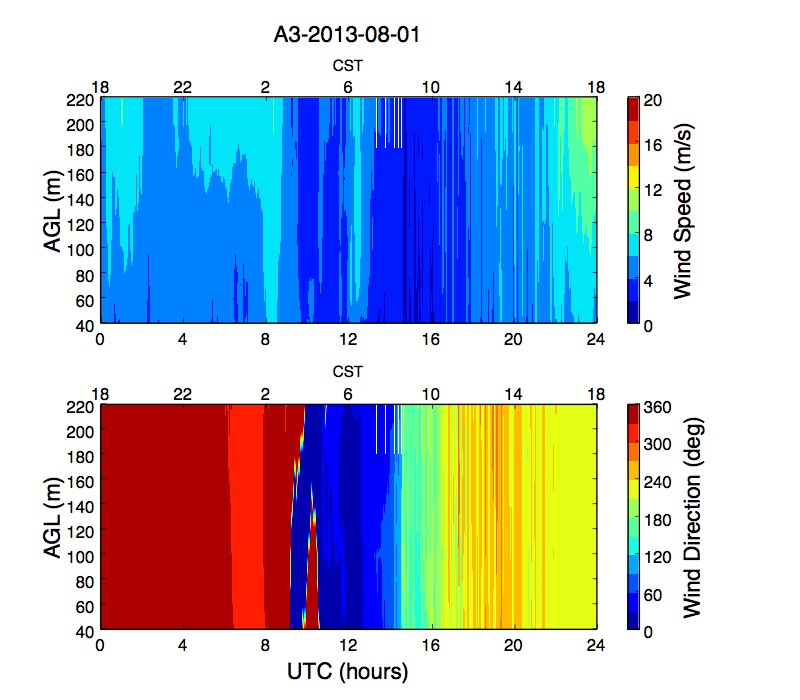 A3-2013-08-01
CST
18 22 2 6 10 14 18
220
200
180
160
140
120
100
80
60
40
AGL (m)
0 4 8 12 16 20 24
20
16
12
8
4
0
Wind Speed (m/s)
CST
18 22 2 6 10 14 18
220
200
180
160
140
120
100
80
60
40
AGL (m)
0 4 8 12 16 20 24
UTC (hours)
360
300
240
180
120
60
0
Wind Direction (deg)